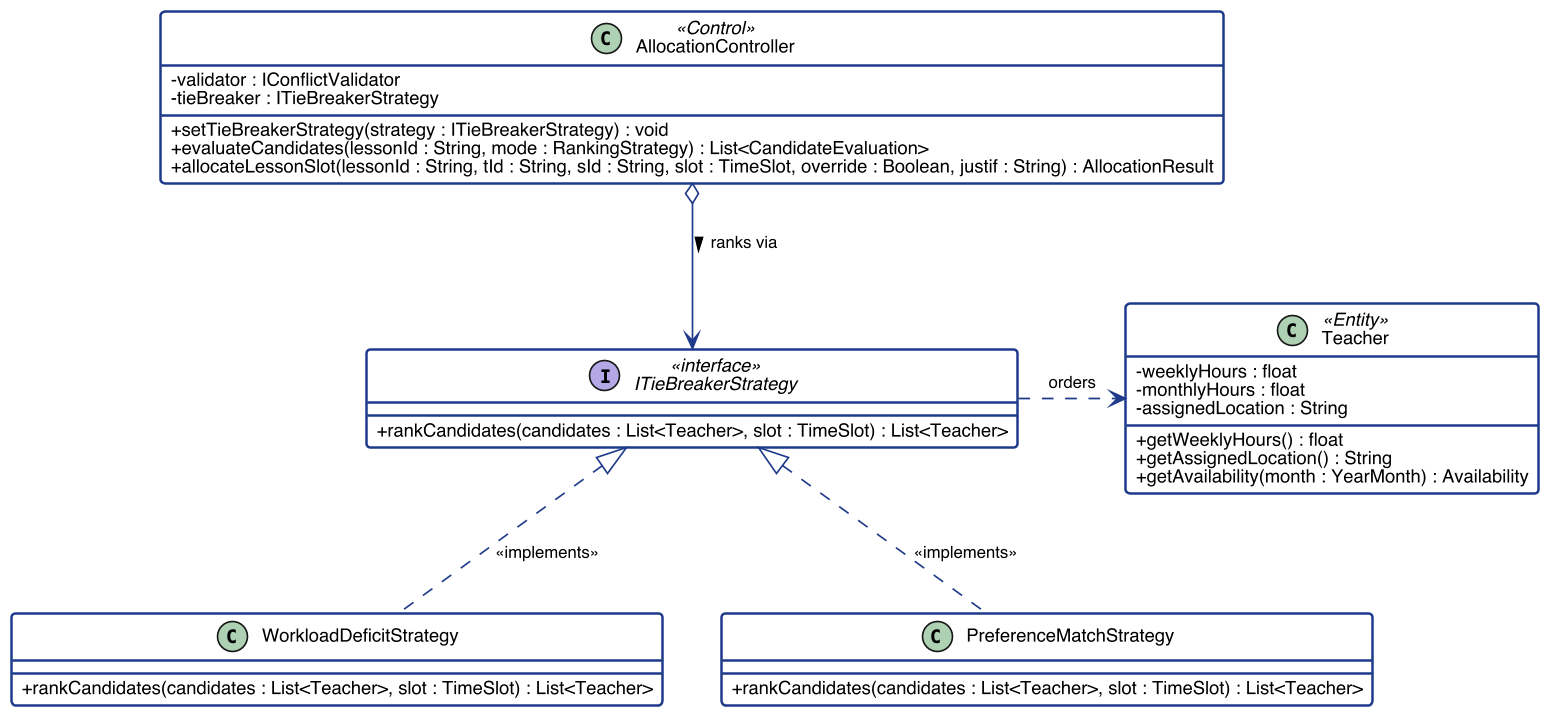 C
«Control»
AllocationController
-validator : IConflictValidator
-tieBreaker : ITieBreakerStrategy
+setTieBreakerStrategy(strategy : ITieBreakerStrategy) : void
+evaluateCandidates(lessonId : String, mode : RankingStrategy) : List<CandidateEvaluation>
+allocateLessonSlot(lessonId : String, tId : String, sId : String, slot : TimeSlot, override : Boolean, justif : String) : AllocationResult
ranks via
I
«interface»
ITieBreakerStrategy
+rankCandidates(candidates : List<Teacher>, slot : TimeSlot) : List<Teacher>
orders
C
«Entity»
Teacher
-weeklyHours : float
-monthlyHours : float
-assignedLocation : String
+getWeeklyHours() : float
+getAssignedLocation() : String
+getAvailability(month : YearMonth) : Availability
«implements»
«implements»
C
WorkloadDeficitStrategy
+rankCandidates(candidates : List<Teacher>, slot : TimeSlot) : List<Teacher>
C
PreferenceMatchStrategy
+rankCandidates(candidates : List<Teacher>, slot : TimeSlot) : List<Teacher>